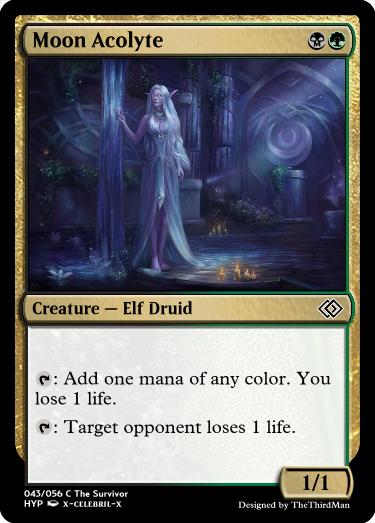 Moon Acolyte
Creature — Elf Druid
: Add one mana of any color. You
lose 1 life.
: Target opponent loses 1 life.
1/1
043/056 C The Survivor
HYP X-CELEBRIL-X
Designed by TheThirdMan